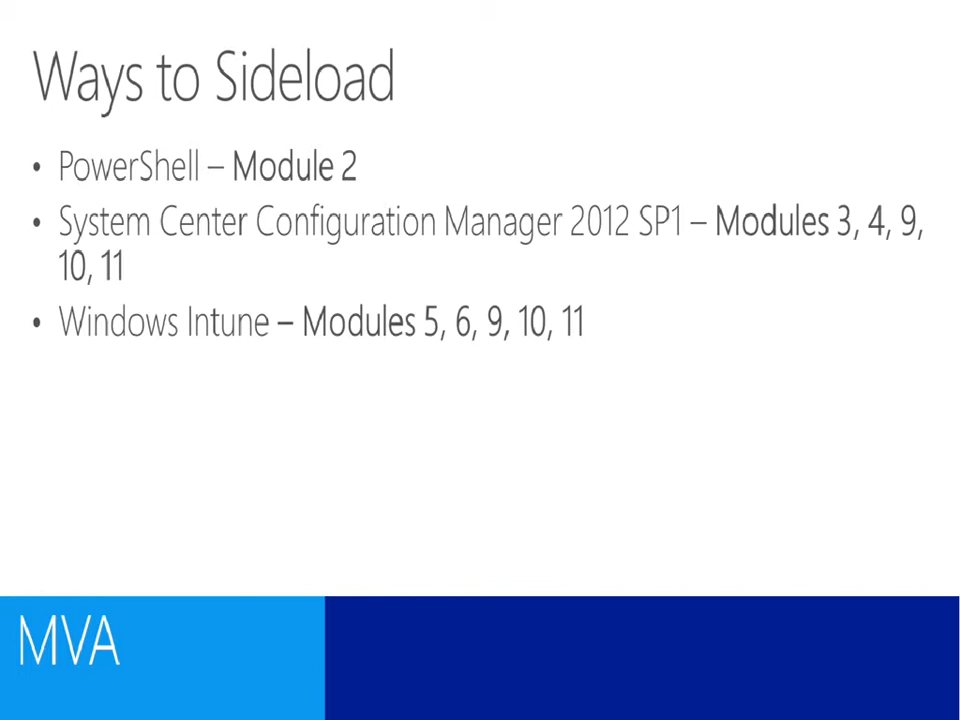 Ways to Sideload
• PowerShell – Module 2
• System Center Configuration Manager 2012 SP1 – Modules 3, 4, 9,
10, 11
• Windows Intune – Modules 5, 6, 9, 10, 11
MVA